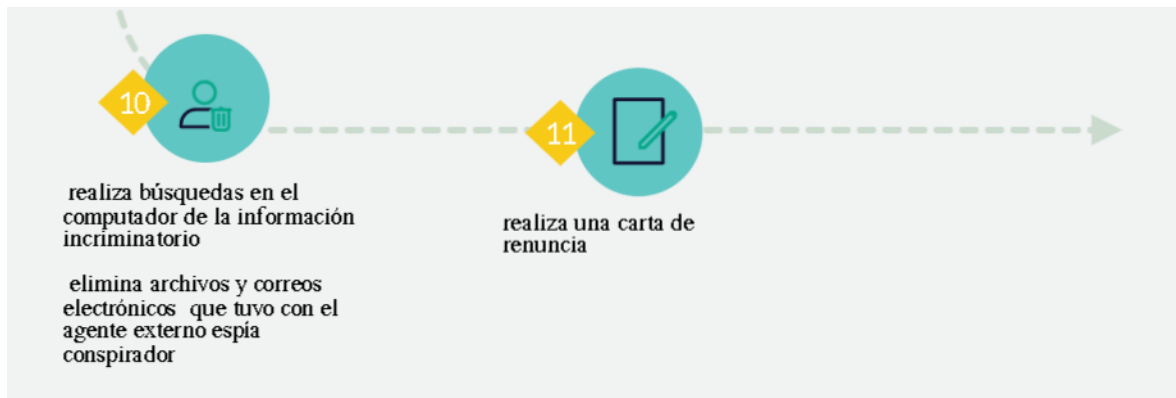 10
realiza búsquedas en el
computador de la información
incriminatorio
elimina archivos y correos
electrónicos que tuvo con el
agente externo espía
conspirador
11
realiza una carta de
renuncia